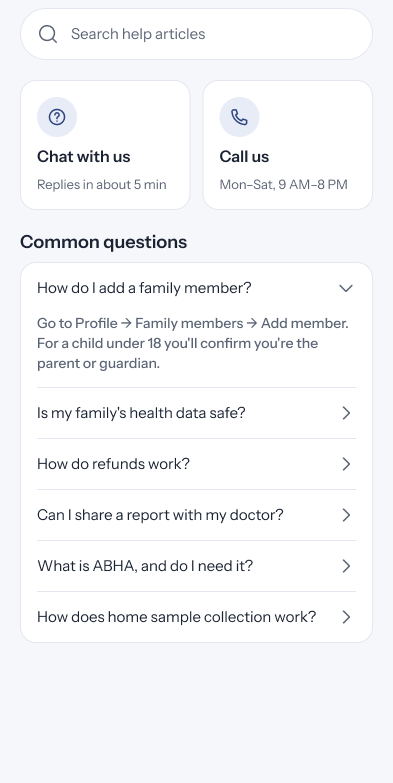 Search help articles
Chat with us
Replies in about 5 min
Call us
Mon–Sat, 9 AM–8 PM
Common questions
How do I add a family member?
Go to Profile → Family members → Add member.
For a child under 18 you'll confirm you're the
parent or guardian.
Is my family's health data safe?
How do refunds work?
Can I share a report with my doctor?
What is ABHA, and do I need it?
How does home sample collection work?